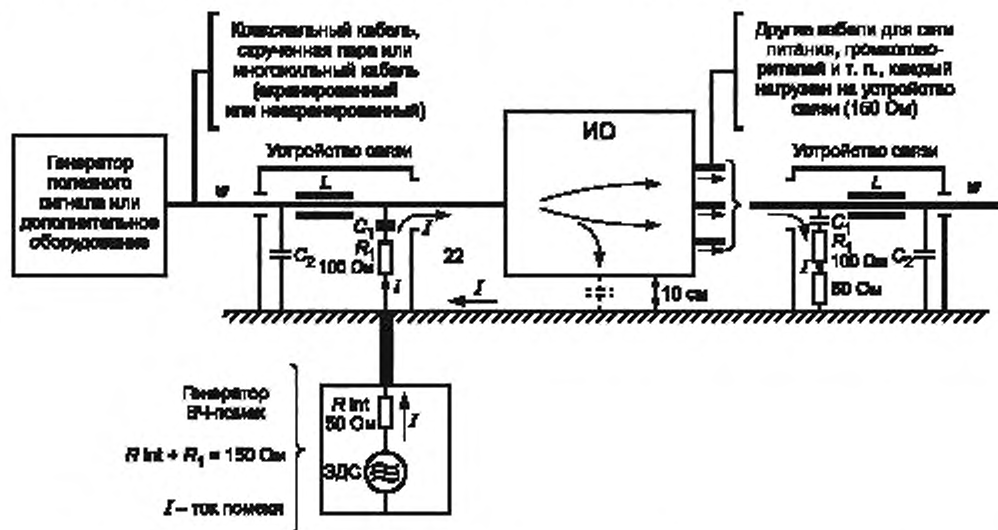 Коаксиальный кабель,
скрученная пара или
многожильный кабель
(экранированный
или неэкранированный)
Другие кабели для сети
питания, громкогово-
рителей и т. п., каждый
нагружен на устройство
связи (150 Ом)
Генератор
полезного
сигнала или
дополнительное
оборудование
w
Устройство связи
L
C1
R1
100 Ом
C2
I
I
22
I
ИО
10 см
Устройство связи
L
w
C1
R1
100 Ом
50 Ом
C2
I
Генератор
ВЧ-помех
R int + R1 = 150 Ом
I – ток помехи
R int
50 Ом
I
ЭДС